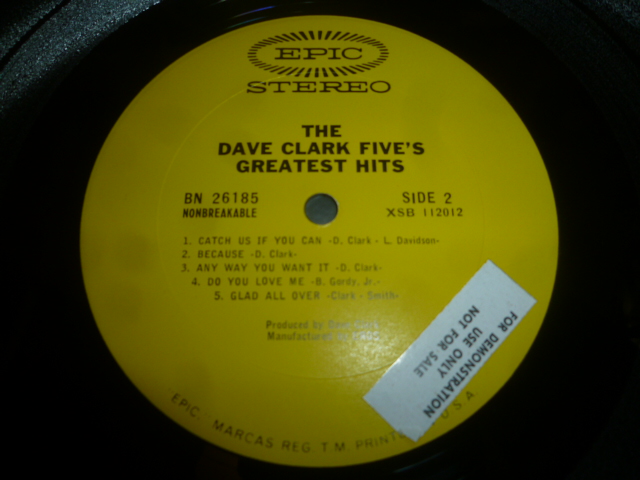 EPIC
STEREO
THE
DAVE CLARK FIVE'S
GREATEST HITS
BN 26185
NONBREAKABLE
SIDE 2
XSB 112012
1. CATCH US IF YOU CAN -D. Clark - L. Davidson-
2. BECAUSE -D. Clark-
3. ANY WAY YOU WANT IT -D. Clark-
4. DO YOU LOVE ME -B. Gordy, Jr.-
5. GLAD ALL OVER -Clark - Smith-
Produced by
Manufactured
FOR DEMONSTRATION
USE ONLY
NOT FOR SALE
EPIC. MARCAS REG. T.M. PRINTED U.S.A.